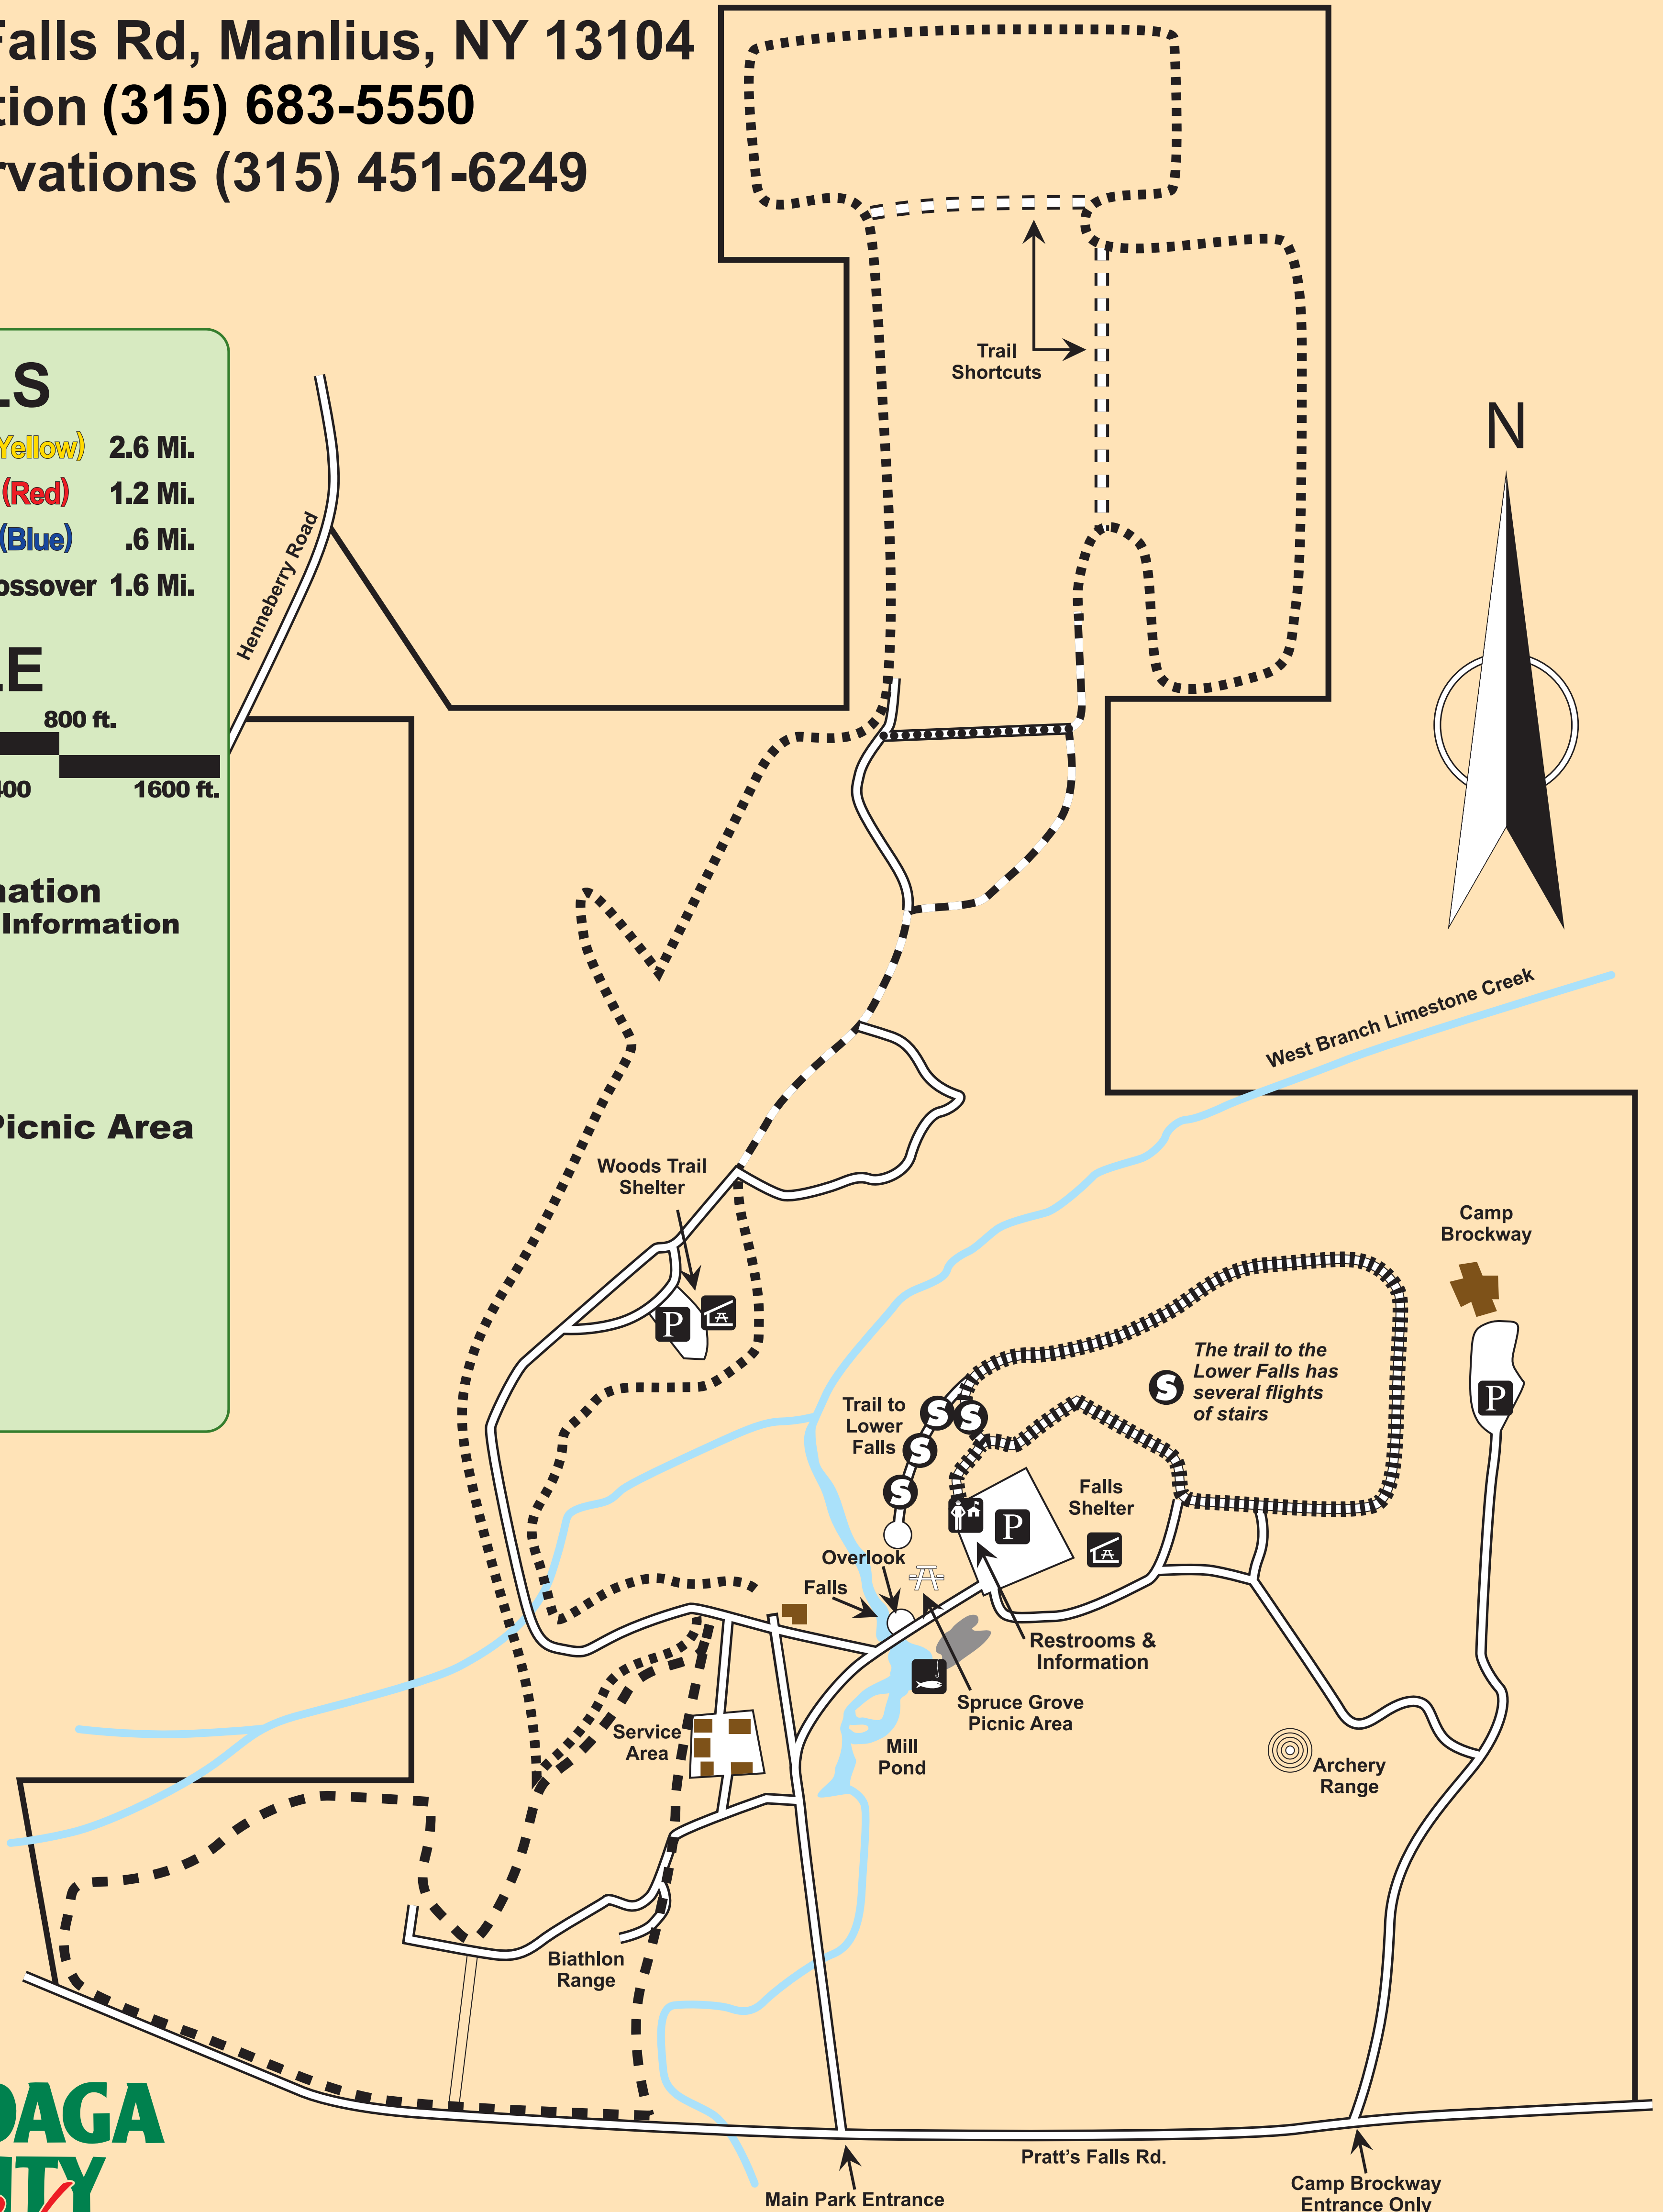 Falls Rd, Manlius, NY 13104
tion (315) 683-5550
rvations (315) 451-6249
LS
Yellow) 2.6 Mi.
(Red) 1.2 Mi.
(Blue) .6 Mi.
ossover 1.6 Mi.
LE
800 ft.
400 1600 ft.
nation
Information
Picnic Area
Henneberry Road
Trail
Shortcuts
N
West Branch Limestone Creek
Woods Trail
Shelter
P
Camp
Brockway
P
S
The trail to the
Lower Falls has
several flights
of stairs
Trail to
Lower
Falls
S
S
S
S
P
Falls
Shelter
Overlook
Falls
Restrooms &
Information
Spruce Grove
Picnic Area
Service
Area
Mill
Pond
Archery
Range
Biathlon
Range
Pratt's Falls Rd.
Main Park Entrance
Camp Brockway
Entrance Only
DAGA
NTY